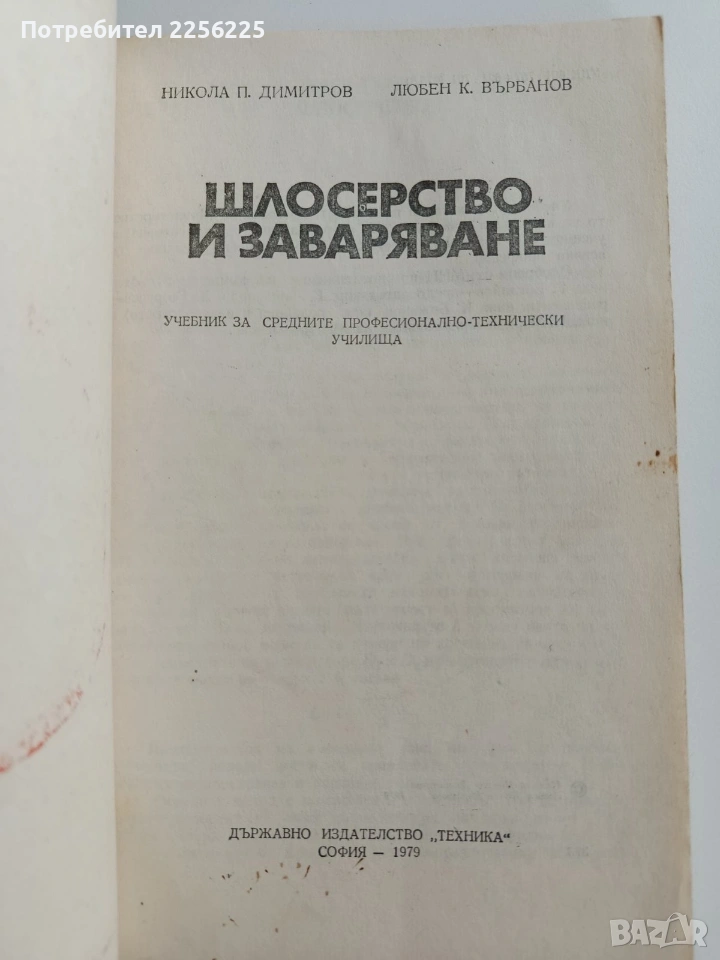 Потребител 2256225
НИКОЛА П. ДИМИТРОВ ЛЮБЕН К. ВЪРБАНОВ
ШЛОСЕРСТВО
И ЗАВАРЯВАНЕ
УЧЕБНИК ЗА СРЕДНИТЕ ПРОФЕСИОНАЛНО-ТЕХНИЧЕСКИ
УЧИЛИЩА
ДЪРЖАВНО ИЗДАТЕЛСТВО „ТЕХНИКА“
СОФИЯ — 1979
BAZAR